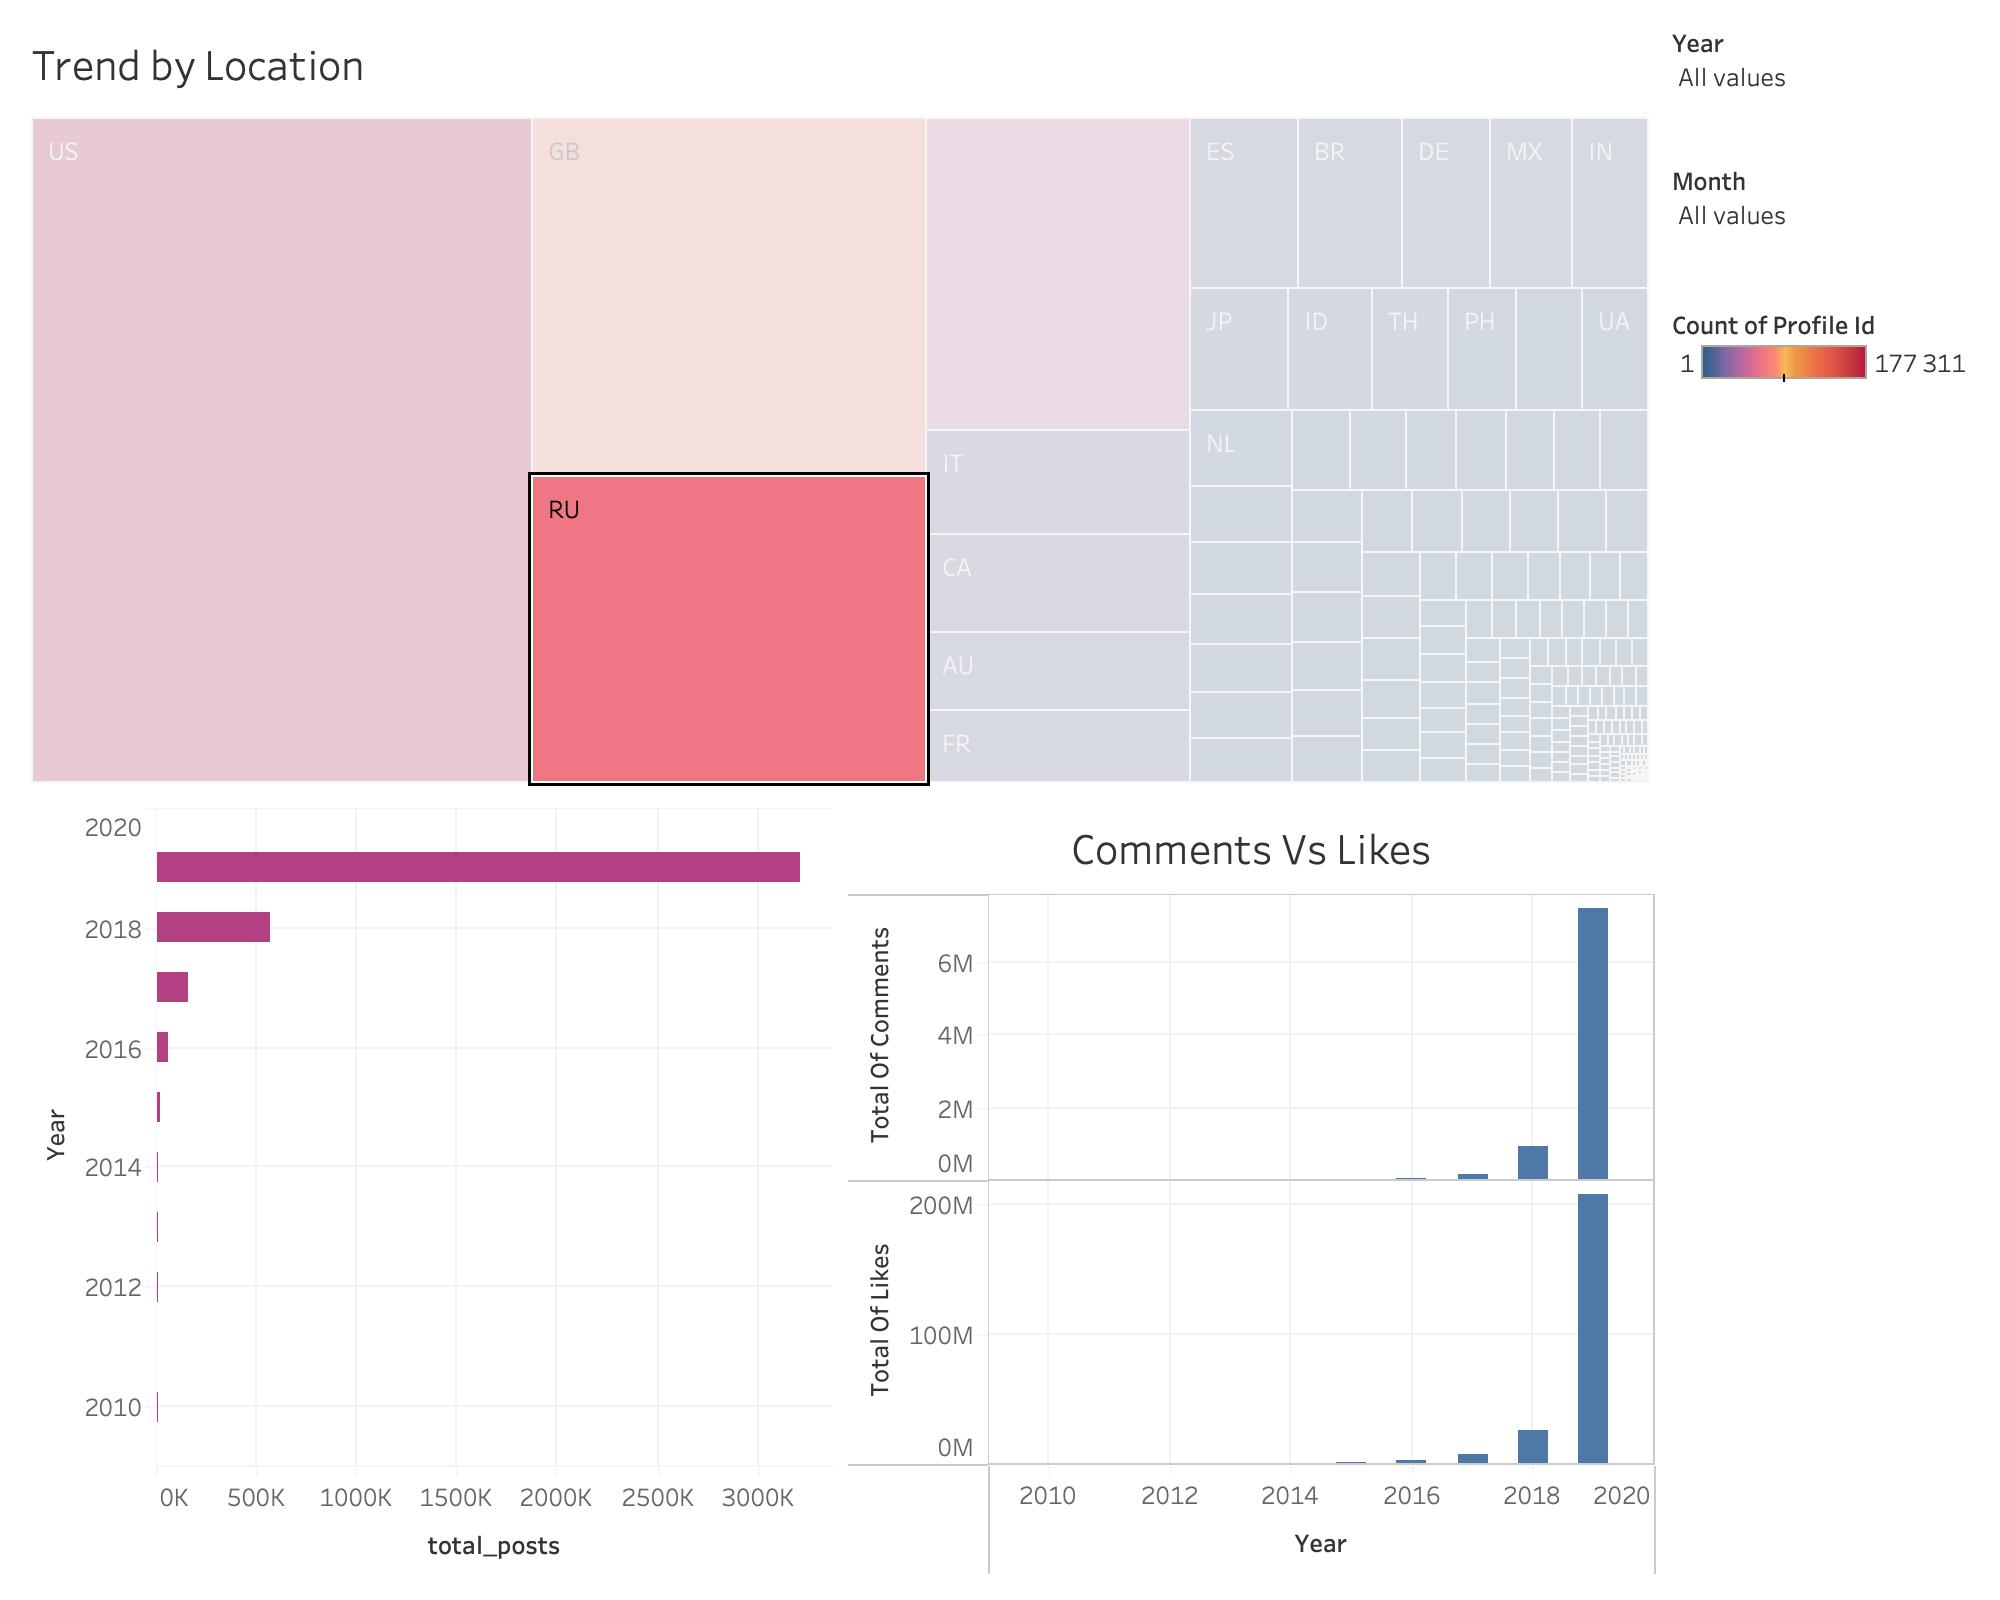 Trend by Location
Year
All values
Month
All values
Count of Profile Id
1 177 311
US
GB
ES
BR
DE
MX
IN
JP
ID
TH
PH
UA
NL
IT
CA
AU
FR
RU
2020
2018
2016
2014
2012
2010
Year
0K 500K 1000K 1500K 2000K 2500K 3000K
total_posts
Comments Vs Likes
Total Of Comments
6M
4M
2M
0M
Total Of Likes
200M
100M
0M
2010 2012 2014 2016 2018 2020
Year